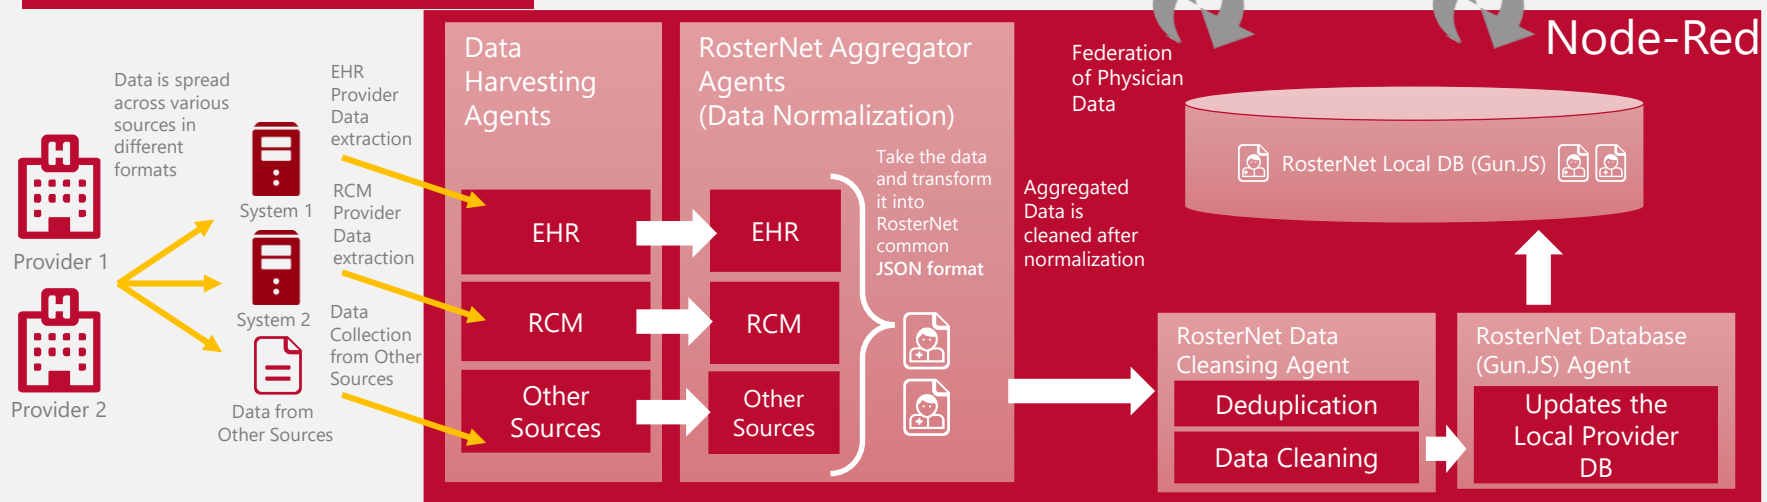 Node-Red
Data is spread
across various
sources in
different
formats
H
Provider 1
H
Provider 2
System 1
System 2
Data from
Other Sources
EHR
Provider
Data
extraction
RCM
Provider
Data
extraction
Data
Collection
from Other
Sources
Data
Harvesting
Agents
EHR
RCM
Other
Sources
RosterNet Aggregator
Agents
(Data Normalization)
EHR
RCM
Other
Sources
Take the data
and transform
it into
RosterNet
common
JSON format
Federation
of Physician
Data
Aggregated
Data is
cleaned after
normalization
RosterNet Local DB (Gun.JS)
RosterNet Data
Cleansing Agent
Deduplication
Data Cleaning
RosterNet Database
(Gun.JS) Agent
Updates the
Local Provider
DB